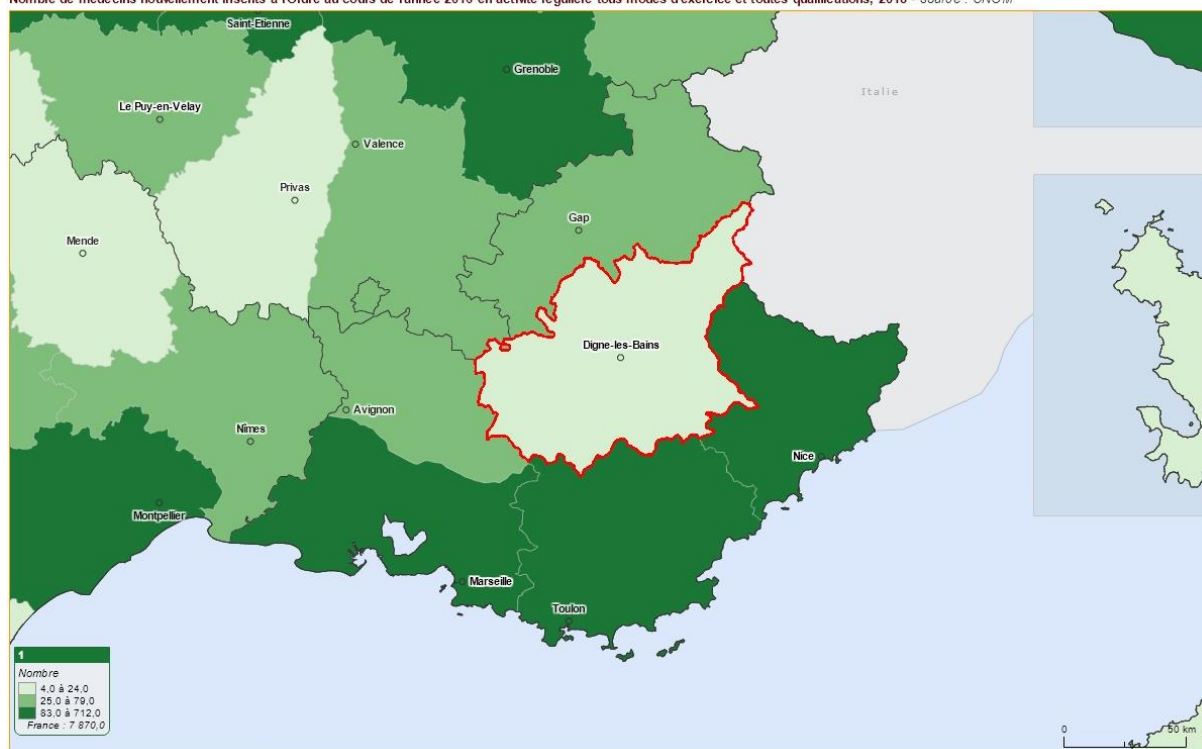 Nombre de médecins nouvellement inscrits à l'Ordre au cours de l'année
en activité régulière tous modes d'exercice et toutes qualifications,
source : CNOM
Saint-Etienne
Grenoble
Italie
Le Puy-en-Velay
Valence
Privas
Gap
Mende
Digne-les-Bains
Avignon
Nîmes
Nice
Montpellier
Marseille
Toulon
1
Nombre
4,0 à 24,0
25,0 à 79,0
83,0 à 712,0
France : 7 870,0
0 50 km